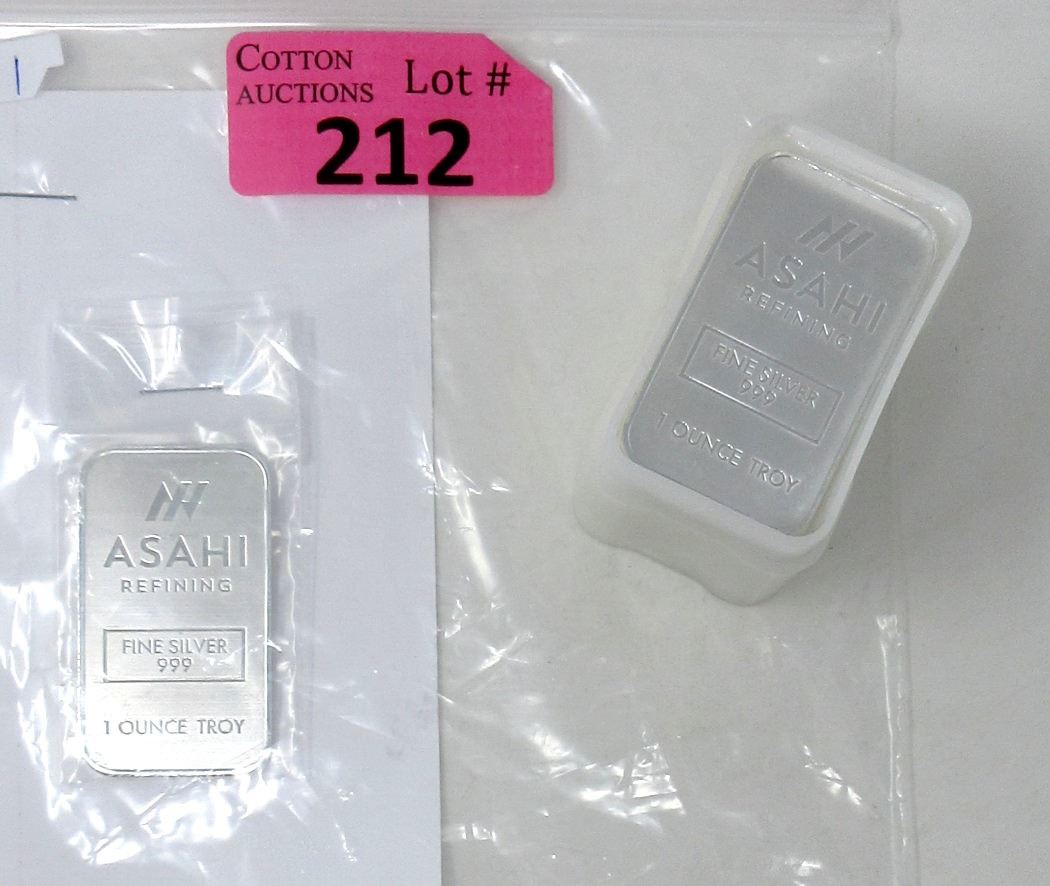 COTTON
AUCTIONS
Lot #
212
ASAHI
REFINING
FINE SILVER
999
1 OUNCE TROY
ASAHI
REFINING
FINE SILVER
999
1 OUNCE TROY